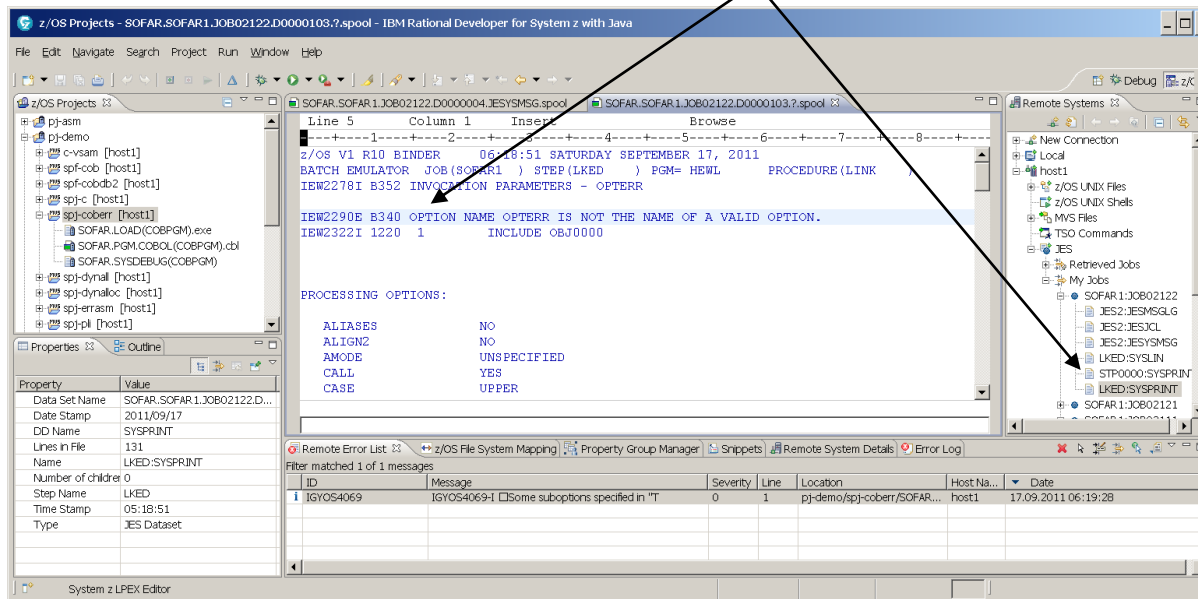 z/OS Projects - SOFAR.SOFAR1.JOB02122.D0000103.?.spool - IBM Rational Developer for System z with Java
File Edit Navigate Search Project Run Window Help
Debug z/O
z/OS Projects
pj-asm
pj-demo
c-vsam [host1]
spf-cob [host1]
spf-cobdb2 [host1]
spj-c [host1]
spj-coberr [host1]
SOFAR.LOAD(COBPGM).exe
SOFAR.PGM.COBOL(COBPGM).cbl
SOFAR.SYSDEBUG(COBPGM)
spj-dynall [host1]
spj-dynalloc [host1]
spj-errasm [host1]
spj-pli [host1]
Properties Outline
Property Value
Data Set Name SOFAR.SOFAR1.JOB02122.D...
Date Stamp 2011/09/17
DD Name SYSPRINT
Lines in File 131
Name LKED:SYSPRINT
Number of childrer 0
Step Name LKED
Time Stamp 05:18:51
Type JES Dataset
SOFAR.SOFAR1.JOB02122.D0000004.JESYSMSG.spool SOFAR.SOFAR1.JOB02122.D0000103.?.spool
Line 5 Column 1 Insert Browse
----+----1----+----2----+----3----+----4----+----5----+----6----+----7----+----8----+---
z/OS V1 R10 BINDER 06:18:51 SATURDAY SEPTEMBER 17, 2011
BATCH EMULATOR JOB(SOFAR1 ) STEP(LKED ) PGM= HEWL PROCEDURE(LINK )
IEW2278I B352 INVOCATION PARAMETERS - OPTERR
IEW2290E B340 OPTION NAME OPTERR IS NOT THE NAME OF A VALID OPTION.
IEW2322I 1220 1 INCLUDE OBJ0000
PROCESSING OPTIONS:
ALIASES NO
ALIGN2 NO
AMODE UNSPECIFIED
CALL YES
CASE UPPER
Remote Systems
New Connection
Local
host1
z/OS UNIX Files
z/OS UNIX Shells
MVS Files
TSO Commands
JES
Retrieved Jobs
My Jobs
SOFAR1:JOB02122
JES2:JESMSGLG
JES2:JESJCL
JES2:JESYSMSG
LKED:SYSLIN
STP0000:SYSPRINT
LKED:SYSPRINT
SOFAR1:JOB02121
Remote Error List z/OS File System Mapping Property Group Manager Snippets Remote System Details Error Log
Filter matched 1 of 1 messages
ID Message Severity Line Location Host Na... Date
IGYOS4069 IGYOS4069-I □Some suboptions specified in "T 0 1 pj-demo/spj-coberr/SOFAR... host1 17.09.2011 06:19:28
System z LPEX Editor